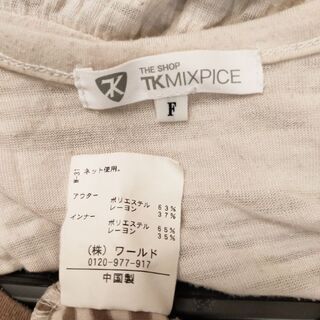 THE SHOP
TK MIXPICE
F
ネット使用。
アウター
ポリエステル 63%
レーヨン 37%
インナー
ポリエステル 65%
レーヨン 35%
(株) ワールド
0120-977-917
中国製